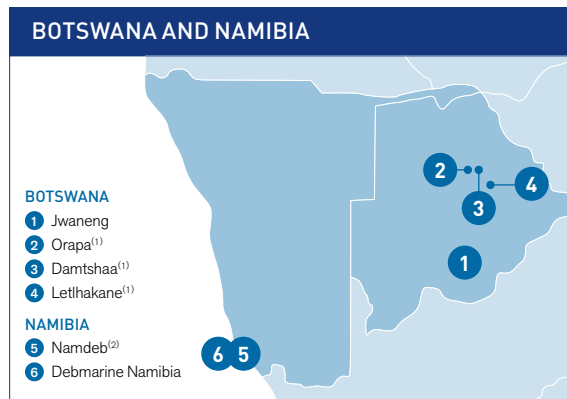 BOTSWANA AND NAMIBIA
BOTSWANA
1 Jwaneng
2 Orapa(1)
3 Damtshaa(1)
4 Letlhakane(1)
NAMIBIA
5 Namdeb(2)
6 Debmarine Namibia
2
4
3
1
6 5